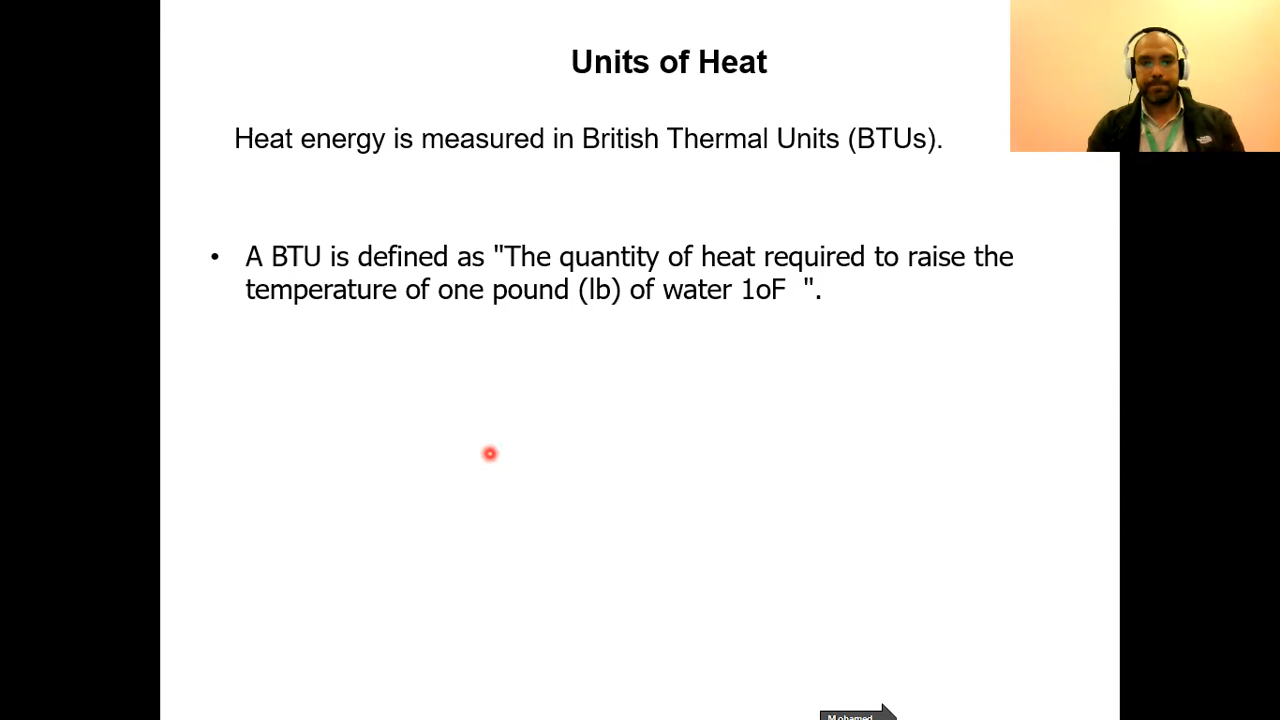 Units of Heat
Heat energy is measured in British Thermal Units (BTUs).
• A BTU is defined as "The quantity of heat required to raise the
temperature of one pound (lb) of water 1oF ".
Mohamed